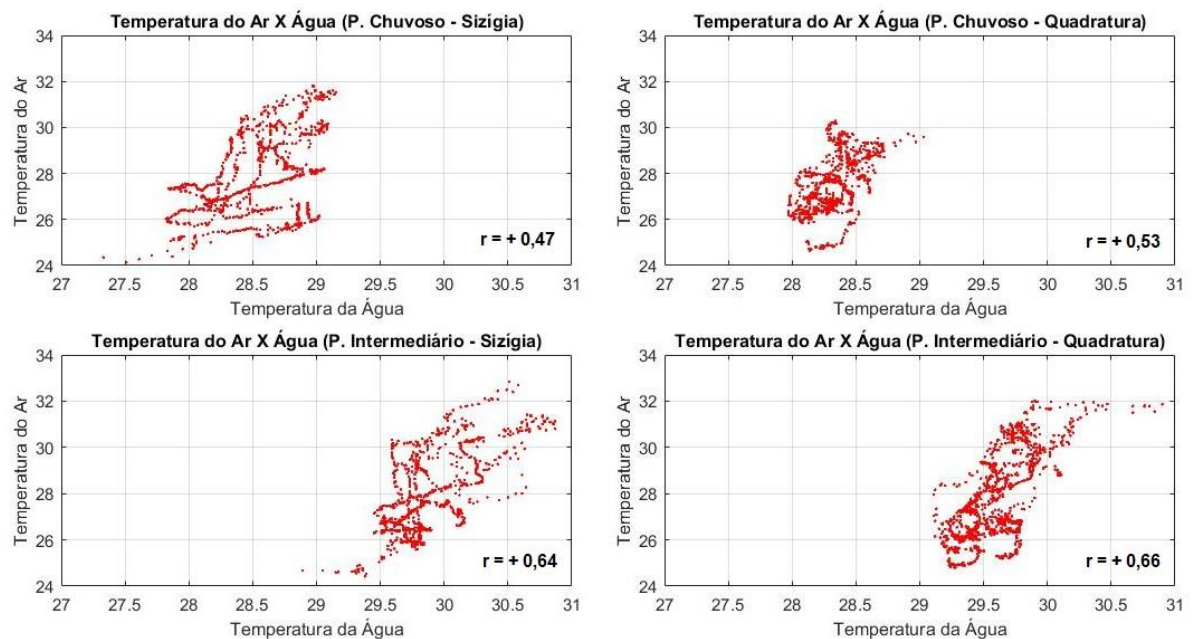 Temperatura do Ar X Água (P. Chuvoso - Sizígia)
34
32
30
28
26
24
Temperatura do Ar
r = + 0,47
27 27.5 28 28.5 29 29.5 30 30.5 31
Temperatura da Água
Temperatura do Ar X Água (P. Chuvoso - Quadratura)
34
32
30
28
26
24
Temperatura do Ar
r = + 0,53
27 27.5 28 28.5 29 29.5 30 30.5 31
Temperatura da Água
Temperatura do Ar X Água (P. Intermediário - Sizígia)
34
32
30
28
26
24
Temperatura do Ar
r = + 0,64
27 27.5 28 28.5 29 29.5 30 30.5 31
Temperatura da Água
Temperatura do Ar X Água (P. Intermediário - Quadratura)
34
32
30
28
26
24
Temperatura do Ar
r = + 0,66
27 27.5 28 28.5 29 29.5 30 30.5 31
Temperatura da Água